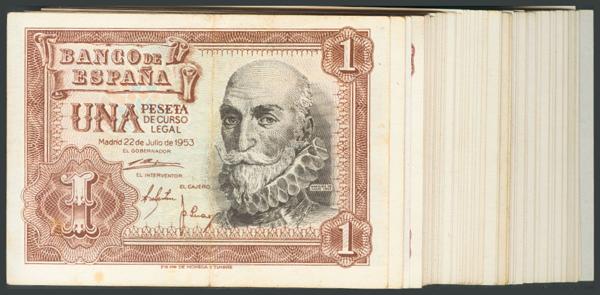 BANCO DE
ESPAÑA
1
UNA PESETA
DE CURSO
LEGAL
Madrid 22 de Julio de 1953
EL GOBERNADOR
EL INTERVENTOR
EL CAJERO
1
1